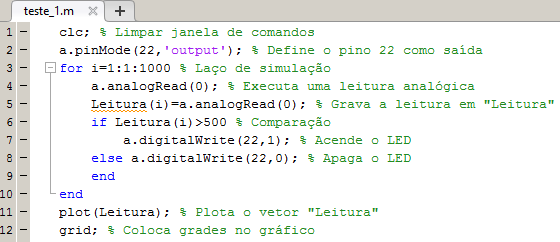 teste_1.m
1 clc; % Limpar janela de comandos
2 a.pinMode(22,'output'); % Define o pino 22 como saída
3 for i=1:1:1000 % Laço de simulação
4 a.analogRead(0); % Executa uma leitura analógica
5 Leitura(i)=a.analogRead(0); % Grava a leitura em "Leitura"
6 if Leitura(i)>500 % Comparação
7 a.digitalWrite(22,1); % Acende o LED
8 else a.digitalWrite(22,0); % Apaga o LED
9 end
10 end
11 plot(Leitura); % Plota o vetor "Leitura"
12 grid; % Coloca grades no gráfico